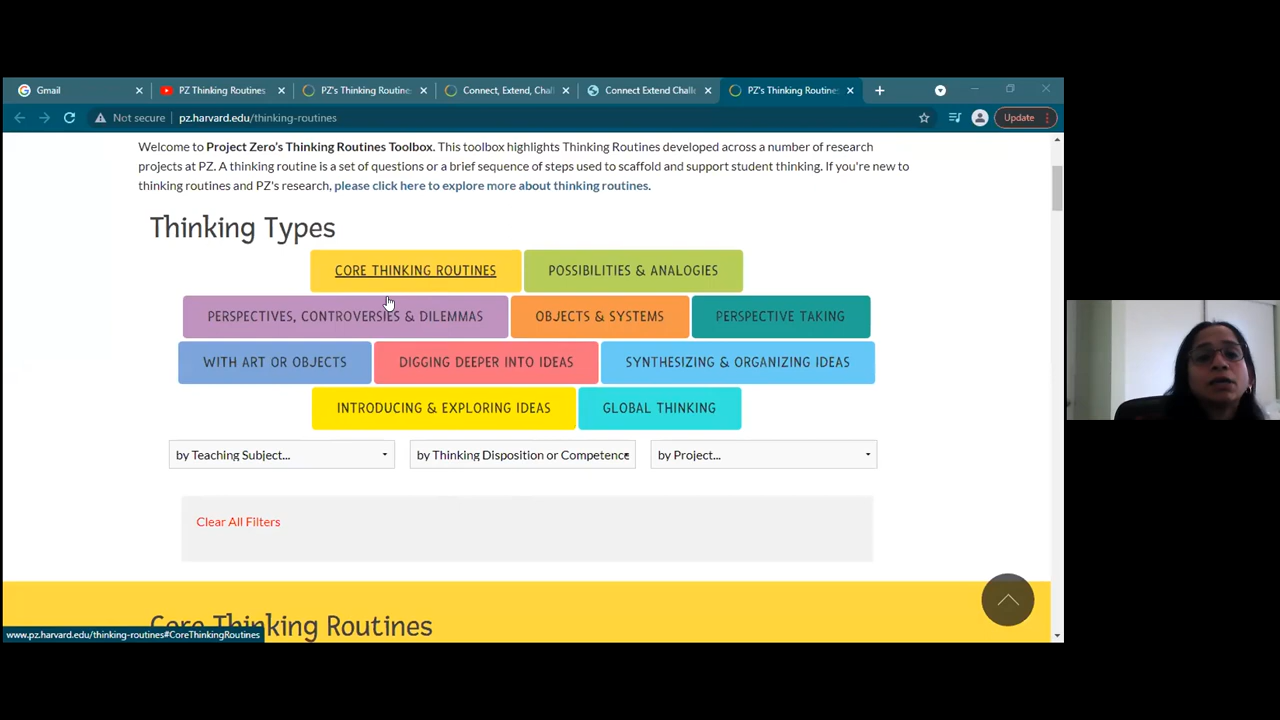 Gmail
PZ Thinking Routines
PZ's Thinking Routine
Connect, Extend, Chal
Connect Extend Challe
PZ's Thinking Routine
Not secure | pz.harvard.edu/thinking-routines
Update
Welcome to Project Zero's Thinking Routines Toolbox. This toolbox highlights Thinking Routines developed across a number of research
projects at PZ. A thinking routine is a set of questions or a brief sequence of steps used to scaffold and support student thinking. If you're new to
thinking routines and PZ's research, please click here to explore more about thinking routines.
Thinking Types
CORE THINKING ROUTINES
POSSIBILITIES & ANALOGIES
PERSPECTIVES, CONTROVERSIES & DILEMMAS
OBJECTS & SYSTEMS
PERSPECTIVE TAKING
WITH ART OR OBJECTS
DIGGING DEEPER INTO IDEAS
SYNTHESIZING & ORGANIZING IDEAS
INTRODUCING & EXPLORING IDEAS
GLOBAL THINKING
by Teaching Subject...
by Thinking Disposition or Competence
by Project...
Clear All Filters
Core Thinking Routines
www.pz.harvard.edu/thinking-routines#CoreThinkingRoutines